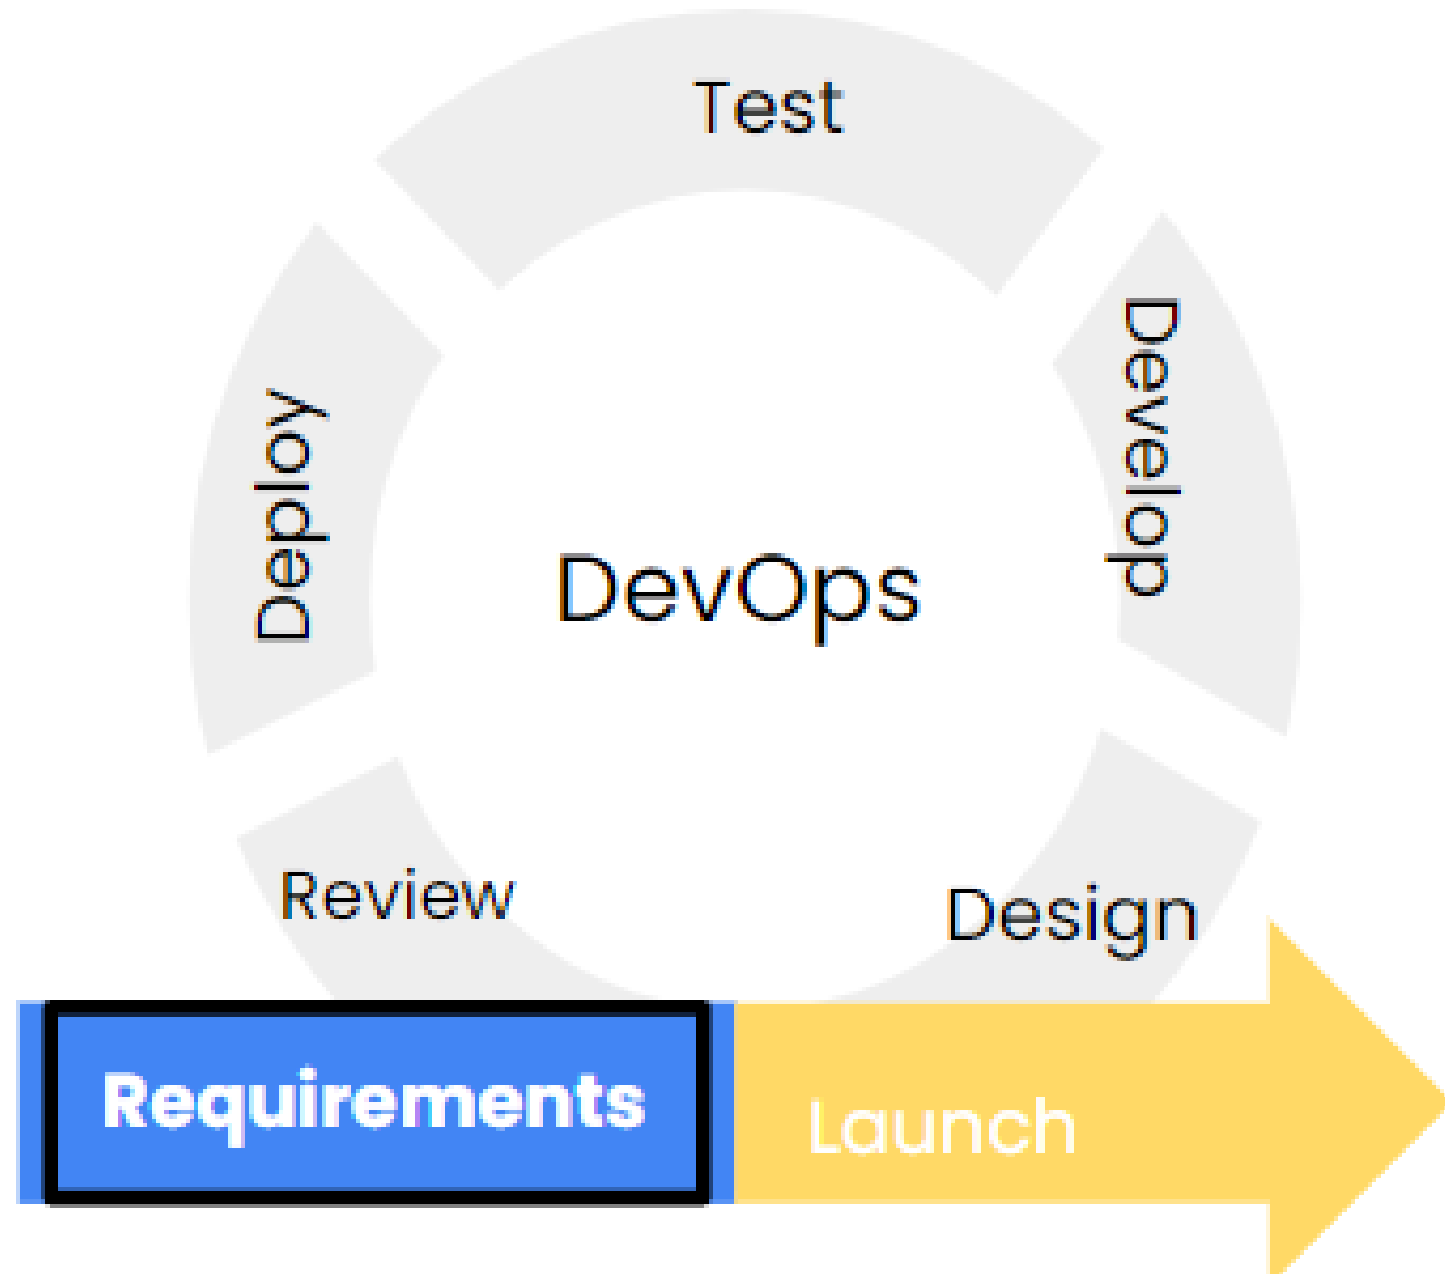 Test
Develop
Deploy
DevOps
Review
Design
Requirements
Launch